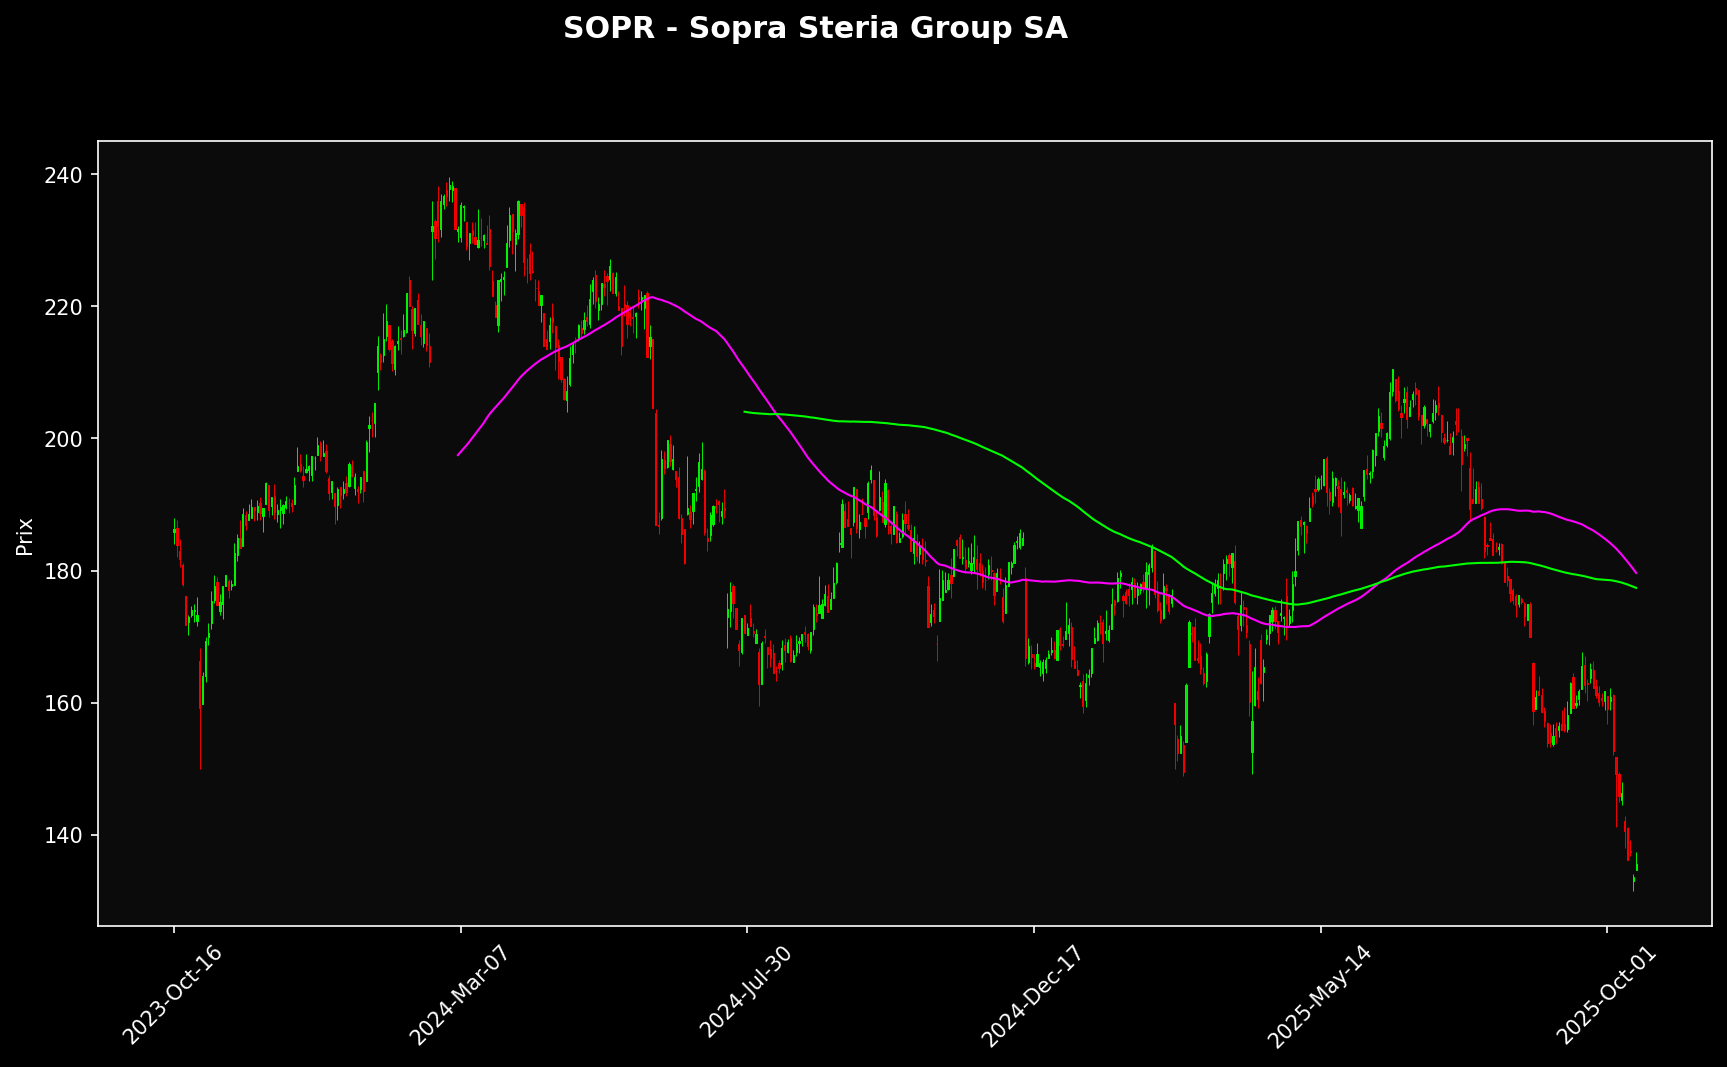 SOPR - Sopra Steria Group SA
Prix
240
220
200
180
160
140
2023-Oct-16
2024-Mar-07
2024-Jul-30
2024-Dec-17
2025-May-14
2025-Oct-01